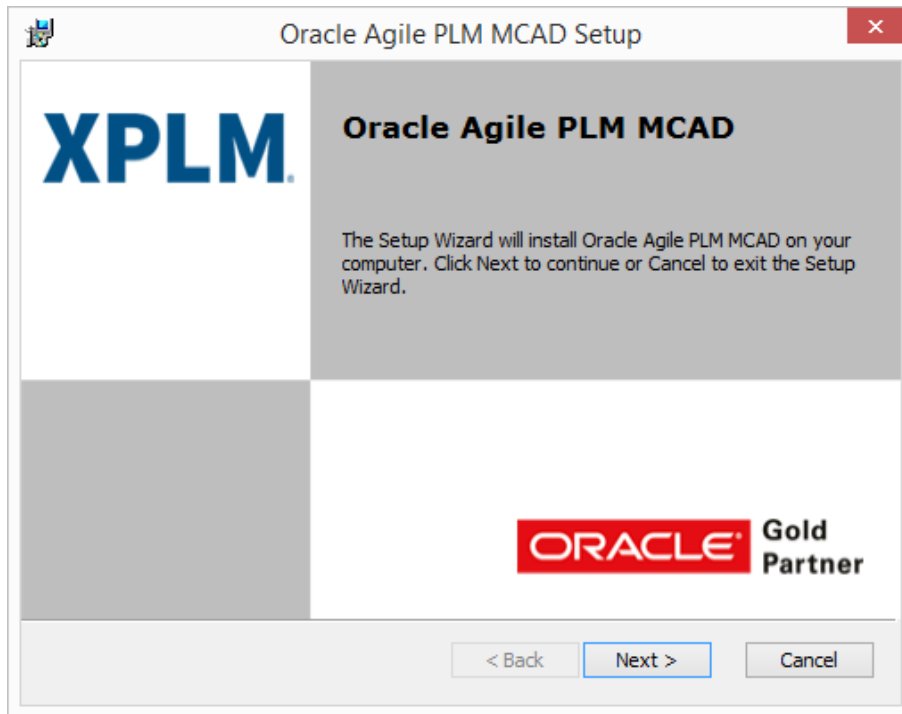 Oracle Agile PLM MCAD Setup
XPLM
Oracle Agile PLM MCAD
The Setup Wizard will install Oracle Agile PLM MCAD on your
computer. Click Next to continue or Cancel to exit the Setup
Wizard.
ORACLE Gold
Partner
< Back
Next >
Cancel